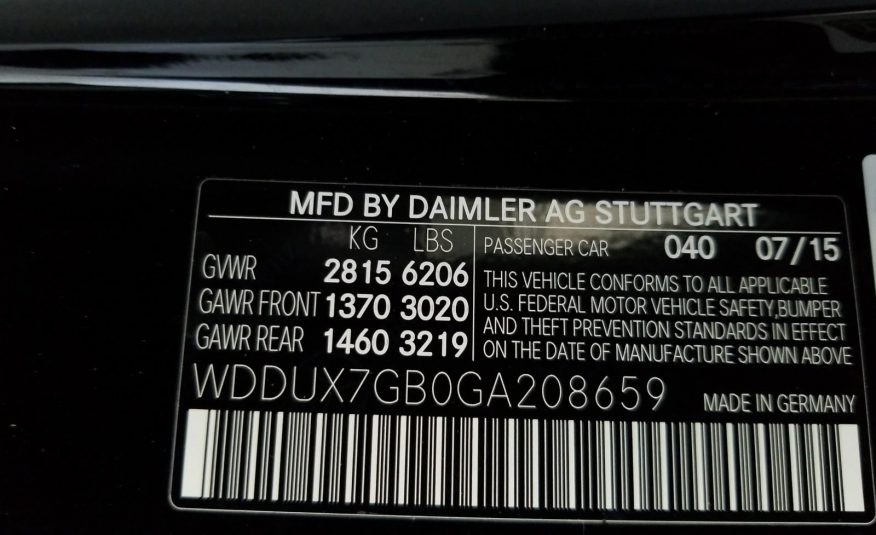 MFD BY DAIMLER AG STUTTGART
KG LBS
GVWR 2815 6206
GAWR FRONT 1370 3020
GAWR REAR 1460 3219
PASSENGER CAR 040 07/15
THIS VEHICLE CONFORMS TO ALL APPLICABLE
U.S. FEDERAL MOTOR VEHICLE SAFETY,BUMPER
AND THEFT PREVENTION STANDARDS IN EFFECT
ON THE DATE OF MANUFACTURE SHOWN ABOVE
WDDUX7GB0GA208659 MADE IN GERMANY